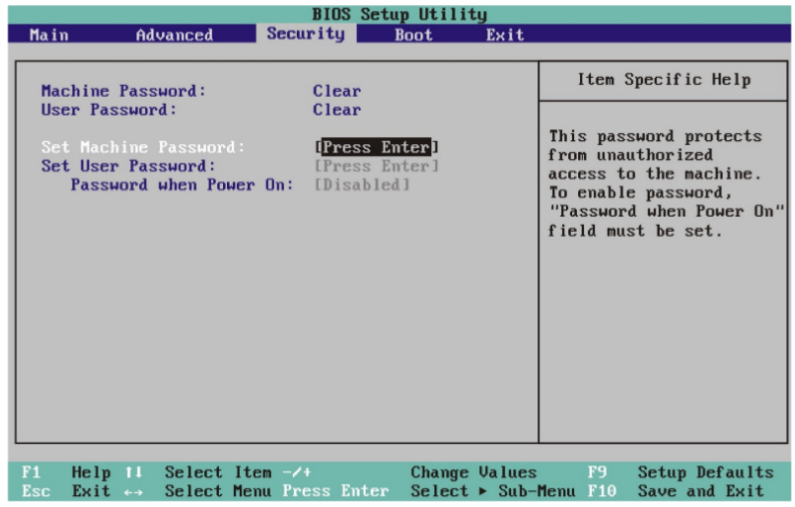 BIOS Setup Utility
Main Advanced Security Boot Exit
Item Specific Help
Machine Password: Clear
User Password: Clear
Set Machine Password: [Press Enter]
Set User Password: [Press Enter]
Password when Power On: [Disabled]
This password protects
from unauthorized
access to the machine.
To enable password,
"Password when Power On"
field must be set.
F1 Help ↑↓ Select Item -/+ Change Values F9 Setup Defaults
Esc Exit ↔ Select Menu Press Enter Select ▸ Sub-Menu F10 Save and Exit